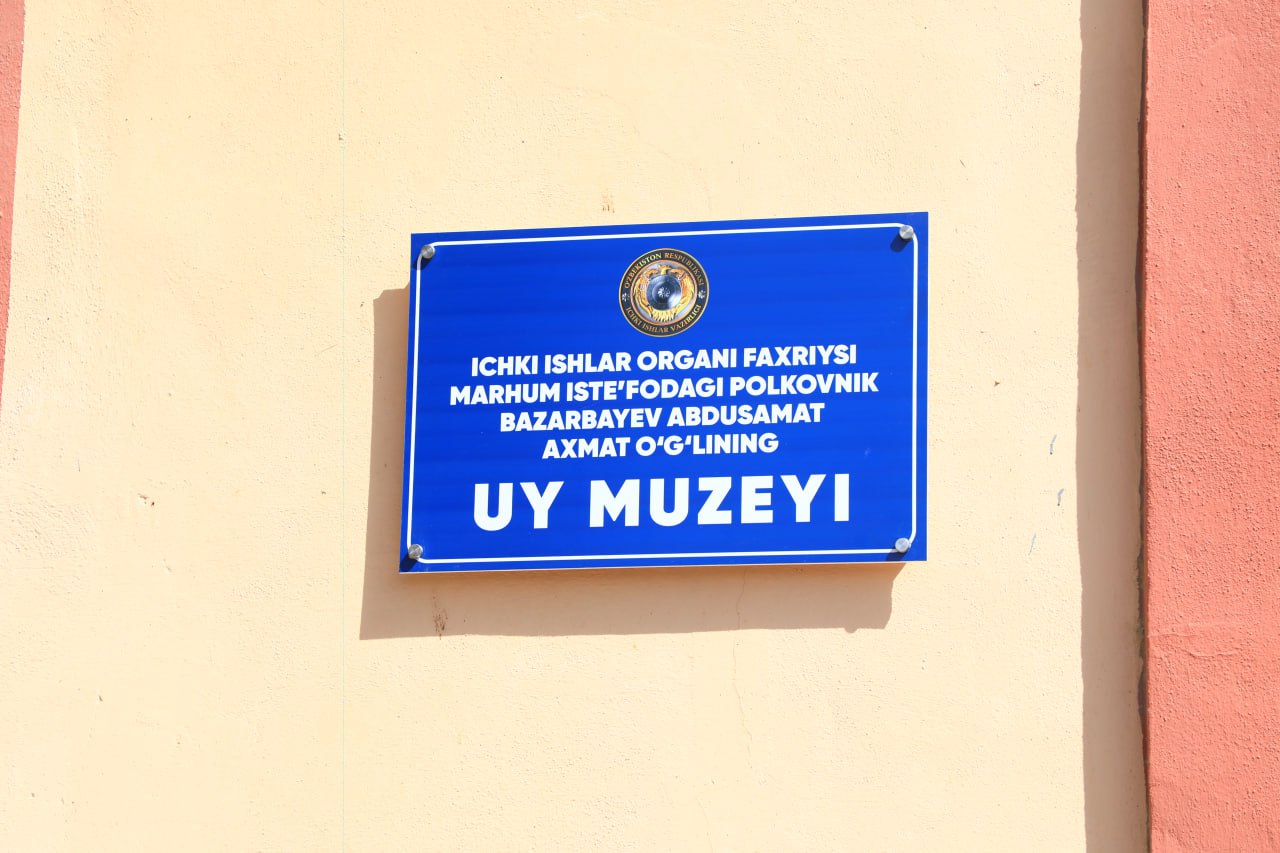 O'ZBEKISTON RESPUBLIKASI
ICHKI ISHLAR VAZIRLIGI
ICHKI ISHLAR ORGANI FAXRIYSI
MARHUM ISTE’FODAGI POLKOVNIK
BAZARBAYEV ABDUSAMAT
AXMAT O‘G‘LINING
UY MUZEYI